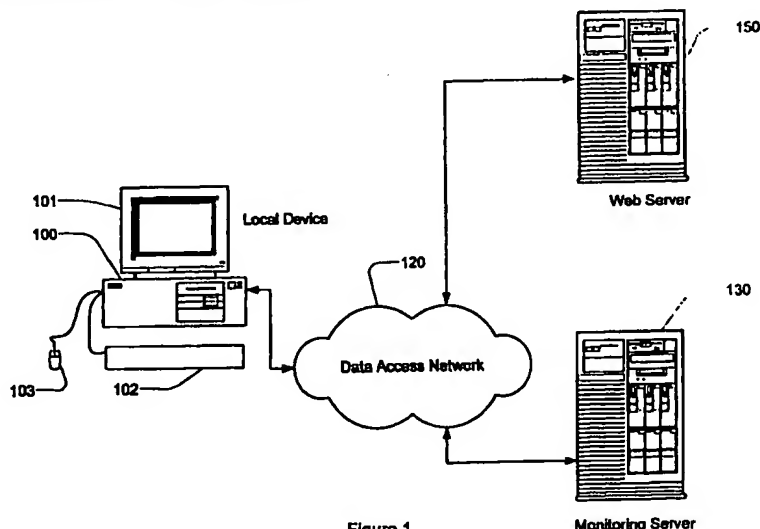 150
Web Server
101
Local Device
100
120
130
Data Access Network
103
102
Figure 1
Monitoring Server